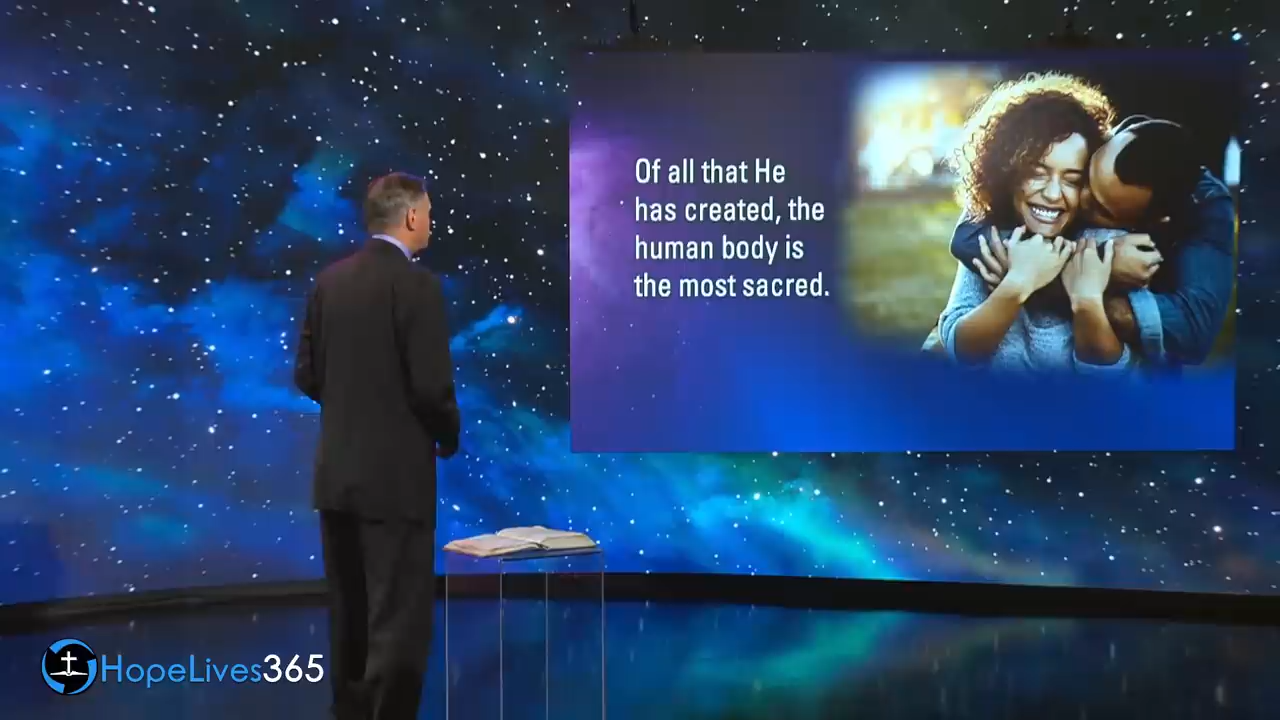 Of all that He
has created, the
human body is
the most sacred.
HopeLives365